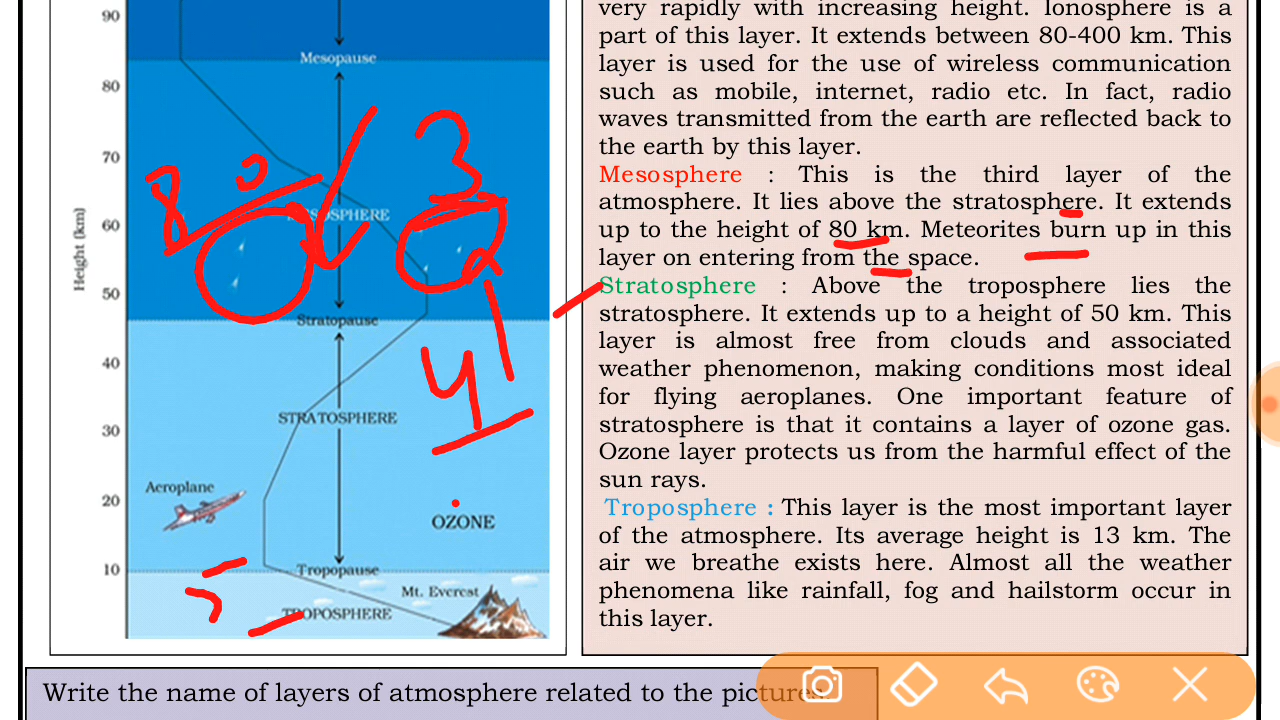 90
Mesopause
80
70
80
3
MESOSPHERE
60
Height (km)
50
Stratopause
40
4
STRATOSPHERE
30
Aeroplane
20
OZONE
10
Tropopause
Mt. Everest
TROPOSPHERE
very rapidly with increasing height. Ionosphere is a
part of this layer. It extends between 80-400 km. This
layer is used for the use of wireless communication
such as mobile, internet, radio etc. In fact, radio
waves transmitted from the earth are reflected back to
the earth by this layer.
Mesosphere : This is the third layer of the
atmosphere. It lies above the stratosphere. It extends
up to the height of 80 km. Meteorites burn up in this
layer on entering from the space.
Stratosphere : Above the troposphere lies the
stratosphere. It extends up to a height of 50 km. This
layer is almost free from clouds and associated
weather phenomenon, making conditions most ideal
for flying aeroplanes. One important feature of
stratosphere is that it contains a layer of ozone gas.
Ozone layer protects us from the harmful effect of the
sun rays.
Troposphere : This layer is the most important layer
of the atmosphere. Its average height is 13 km. The
air we breathe exists here. Almost all the weather
phenomena like rainfall, fog and hailstorm occur in
this layer.
Write the name of layers of atmosphere related to the pictures